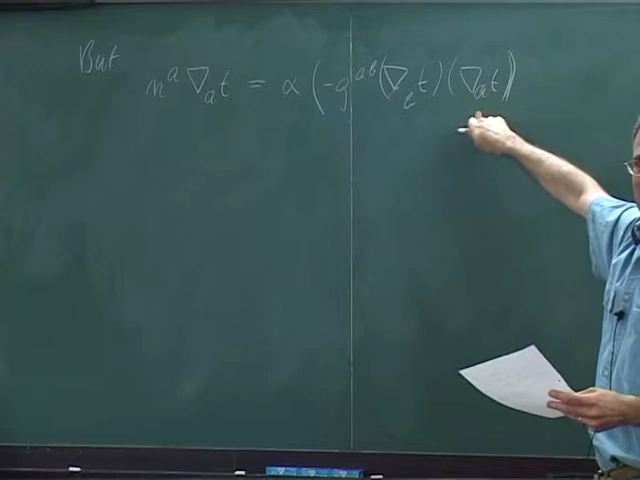 But
n^a ∇_a t = α (-g^{ab} (∇_b t) (∇_a t))